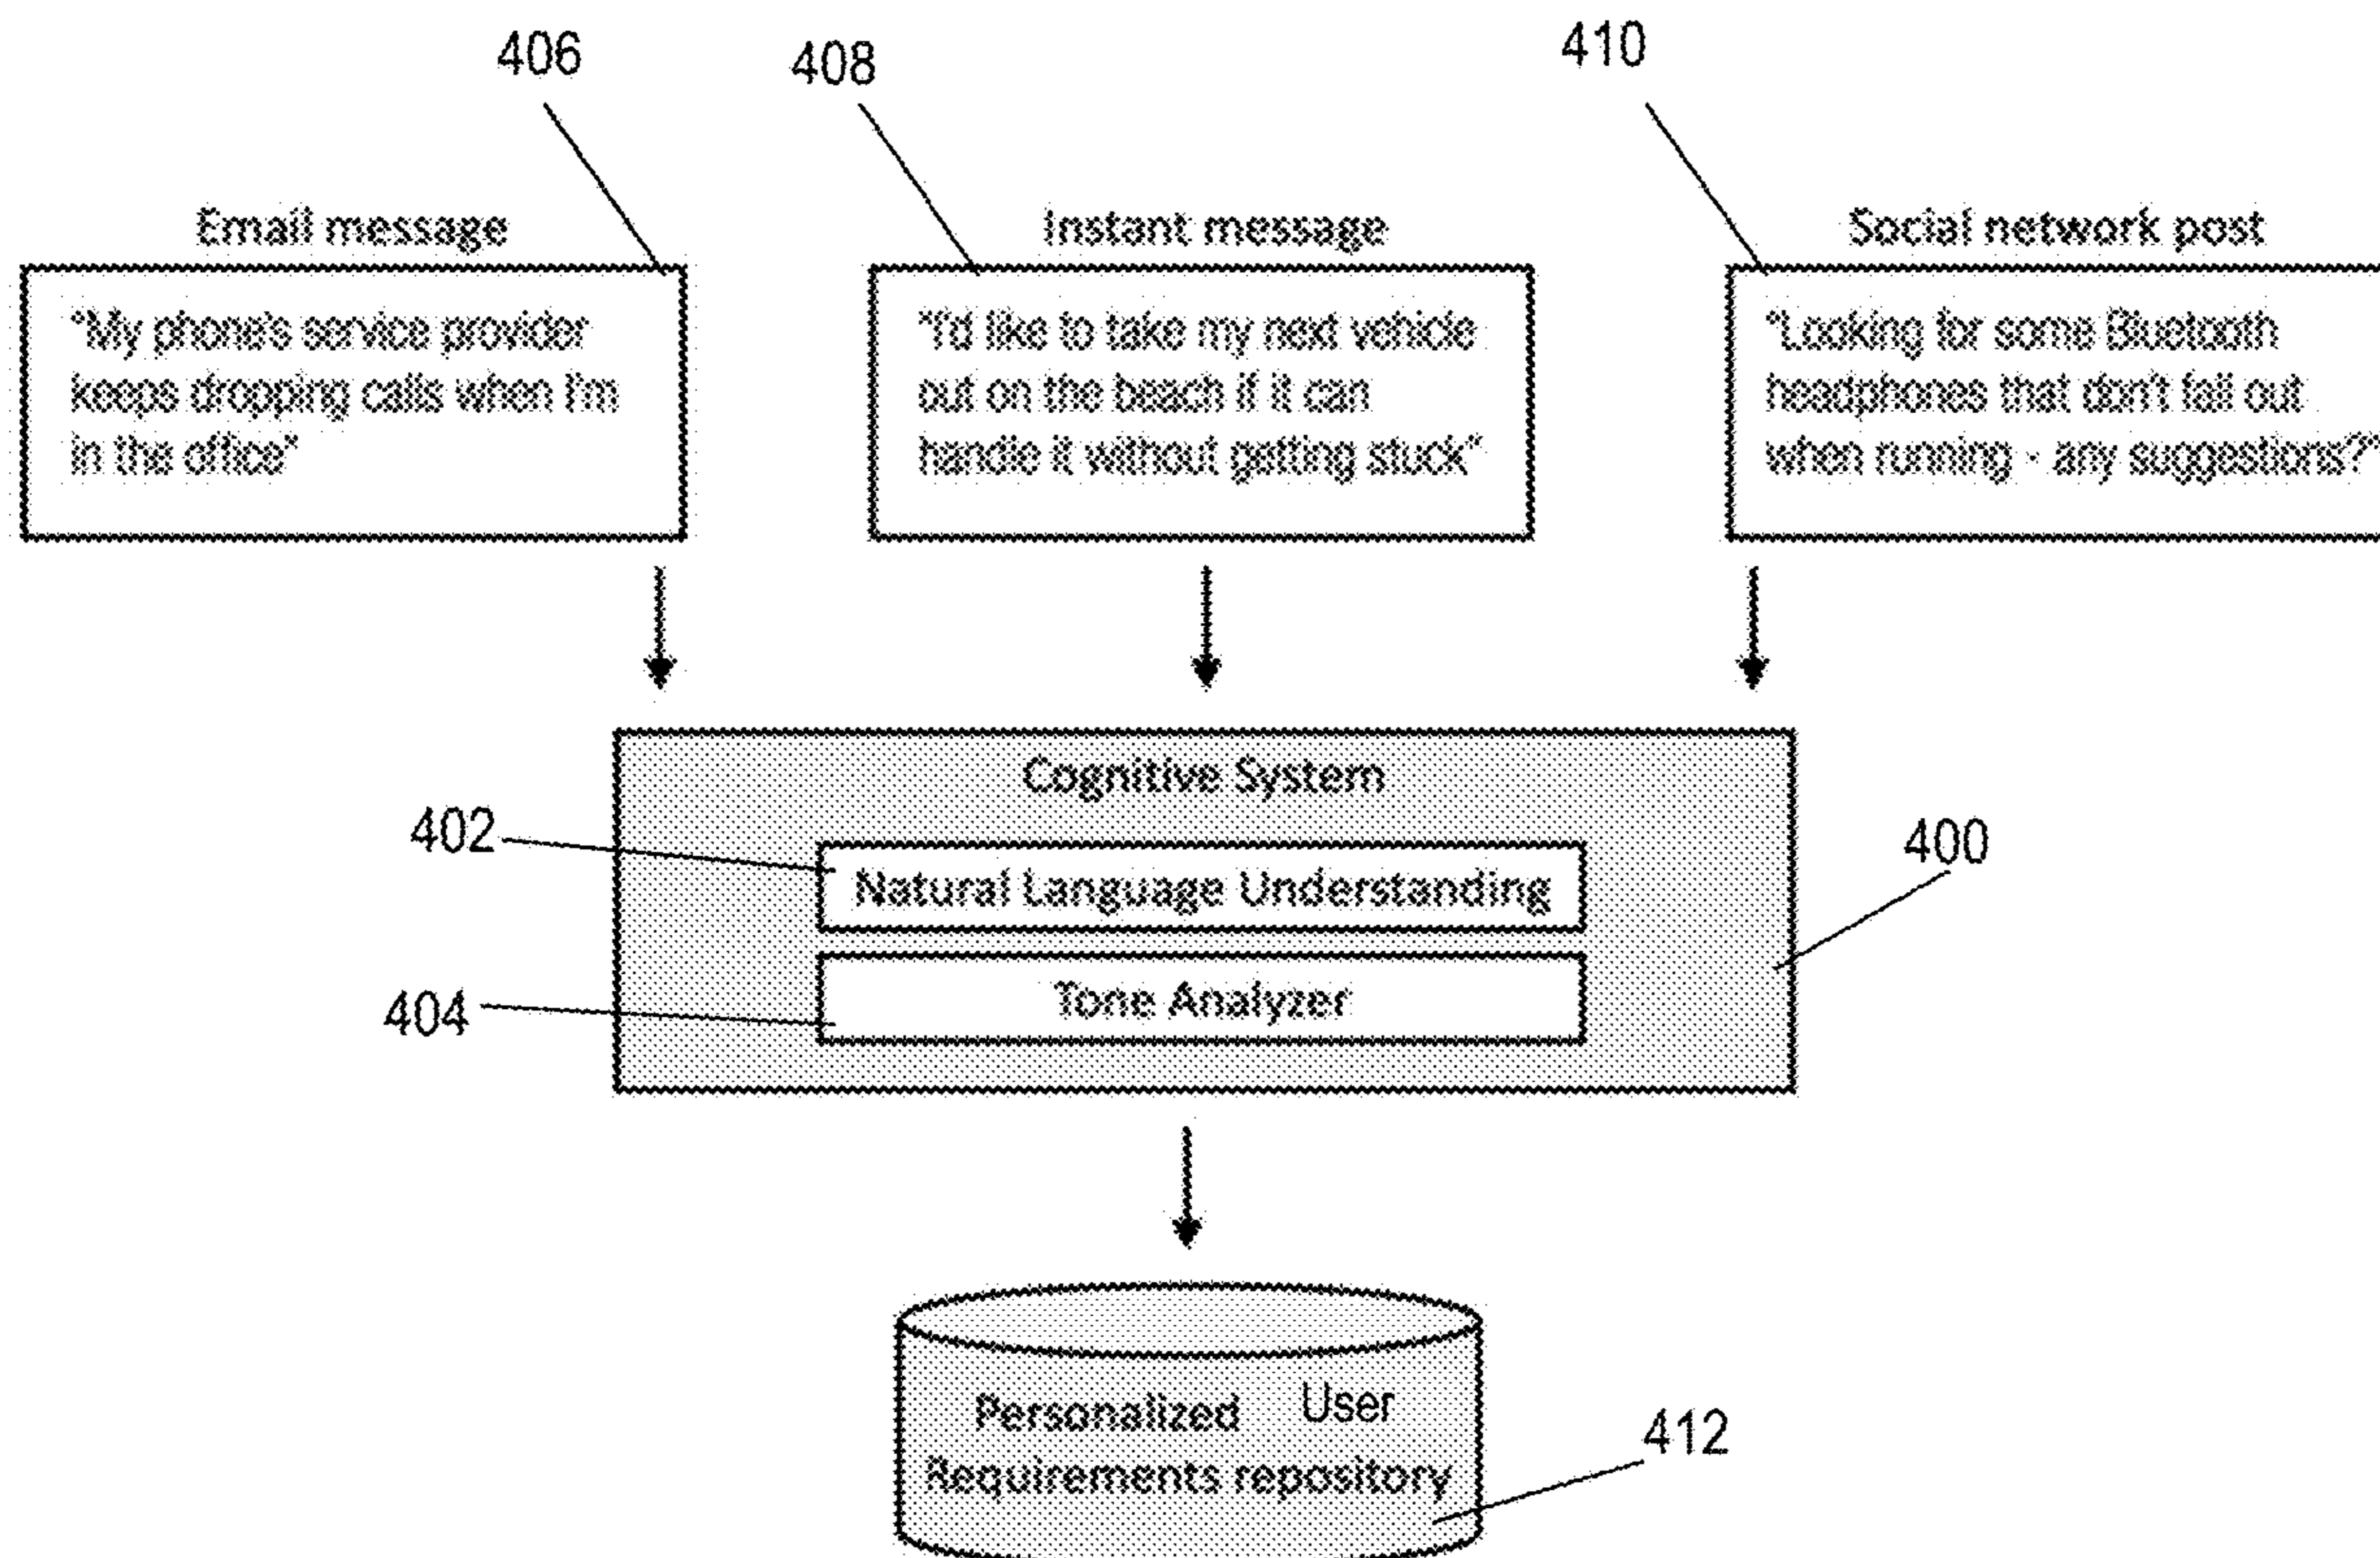 406
408
410
Email message
Instant message
Social network post
"My phone's service provider
keeps dropping calls when I'm
in the office"
"I'd like to take my next vehicle
out on the beach if it can
handle it without getting stuck"
"Looking for some Bluetooth
headphones that don't fall out
when running - any suggestions?"
Cognitive System
402
Natural Language Understanding
400
404
Tone Analyzer
Personalized User
Requirements repository
412